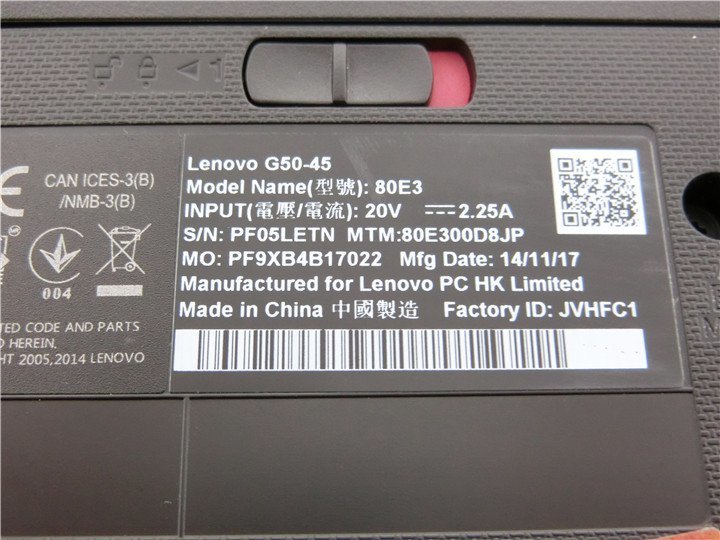 1
CAN ICES-3(B)
/NMB-3(B)
004
TED CODE AND PARTS
D HEREIN.
HT 2005,2014 LENOVO
Lenovo G50-45
Model Name(型號): 80E3
INPUT(電壓/電流): 20V ⎓ 2.25A
S/N: PF05LETN MTM:80E300D8JP
MO: PF9XB4B17022 Mfg Date: 14/11/17
Manufactured for Lenovo PC HK Limited
Made in China 中國製造 Factory ID: JVHFC1